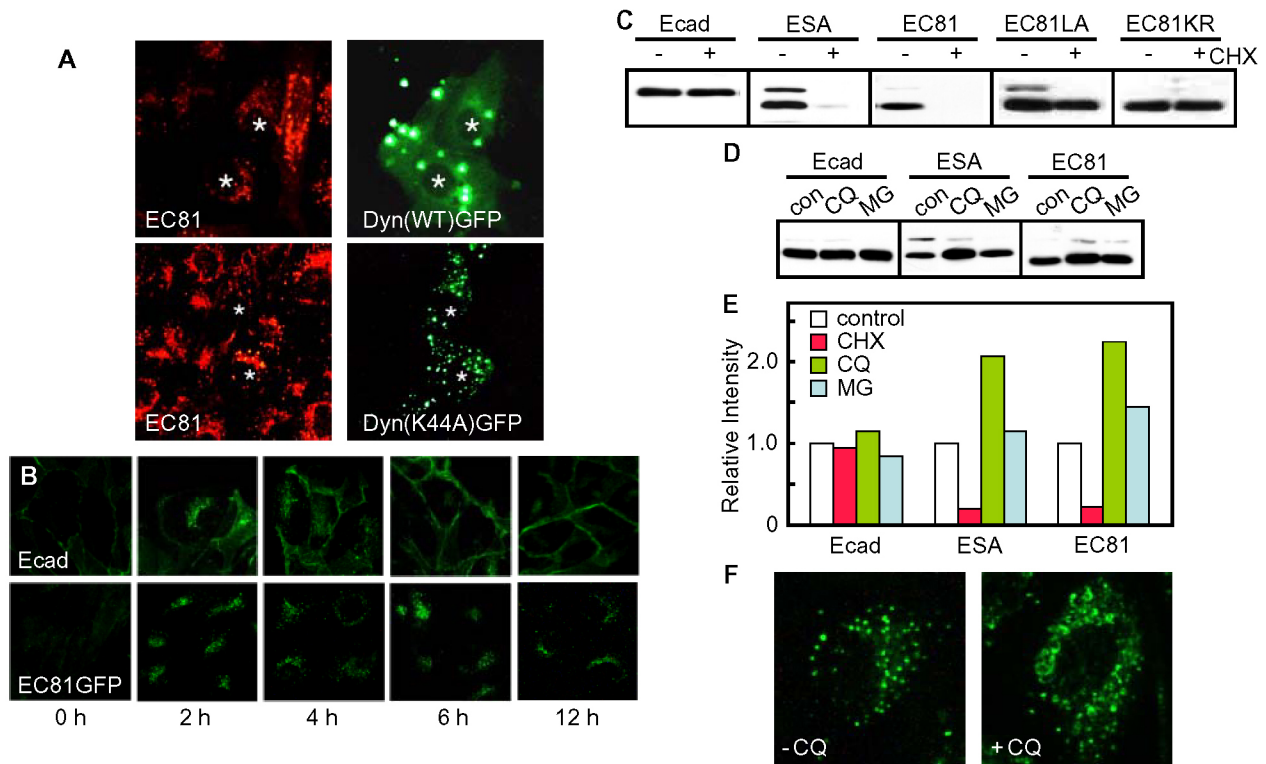 A
EC81
Dyn(WT)GFP
EC81
Dyn(K44A)GFP
B
Ecad
EC81GFP
0 h 2 h 4 h 6 h 12 h
C
Ecad ESA EC81 EC81LA EC81KR
- + - + - + - + - + CHX
D
Ecad ESA EC81
con CQ MG con CQ MG con CQ MG
E
control
CHX
CQ
MG
Relative Intensity
2.0
1.0
0
Ecad ESA EC81
F
- CQ
+ CQ